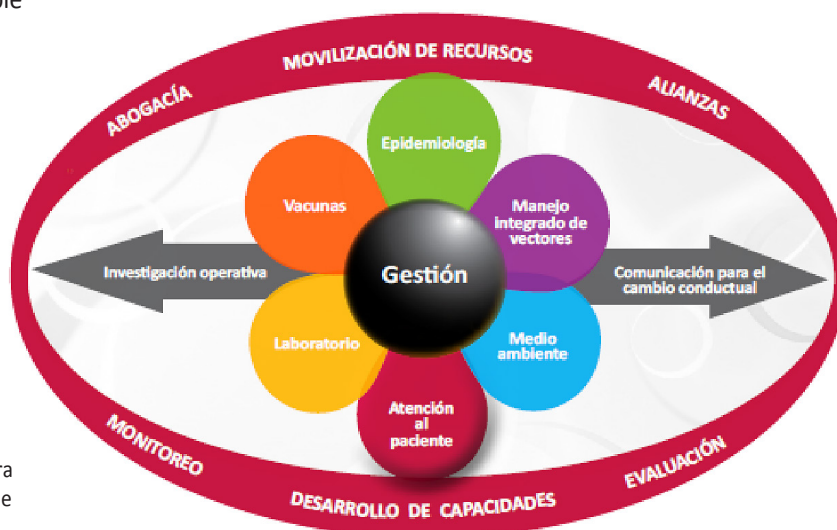 MOVILIZACIÓN DE RECURSOS
ABOGACÍA
ALIANZAS
Epidemiología
Vacunas
Manejo
integrado de
vectores
Investigación operativa
Gestión
Comunicación para el
cambio conductual
Laboratorio
Medio
ambiente
Atención
al
paciente
MONITOREO
EVALUACIÓN
DESARROLLO DE CAPACIDADES